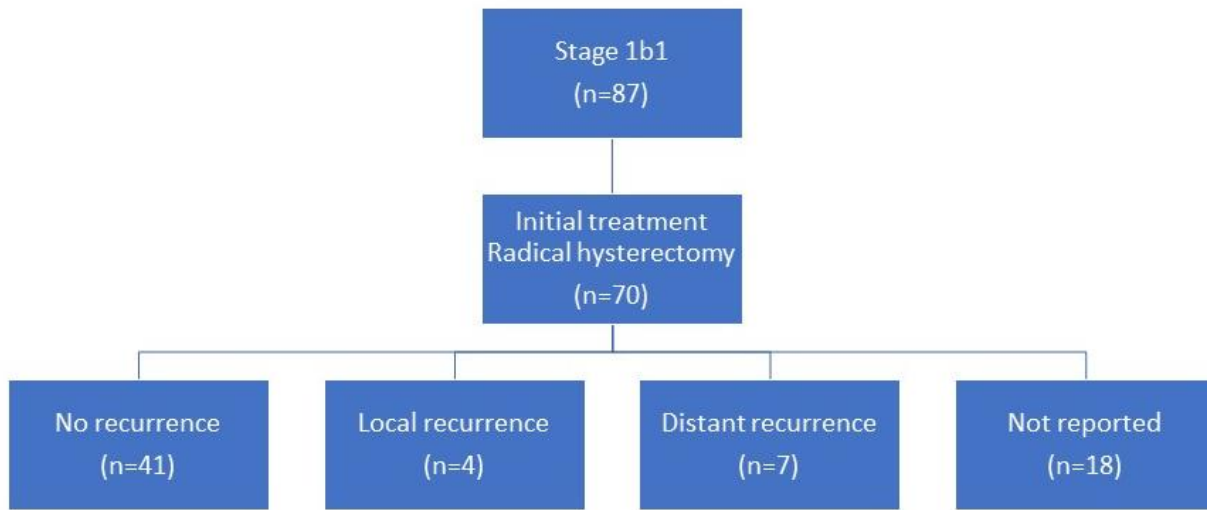 Stage 1b1
(n=87)
Initial treatment
Radical hysterectomy
(n=70)
No recurrence
(n=41)
Local recurrence
(n=4)
Distant recurrence
(n=7)
Not reported
(n=18)